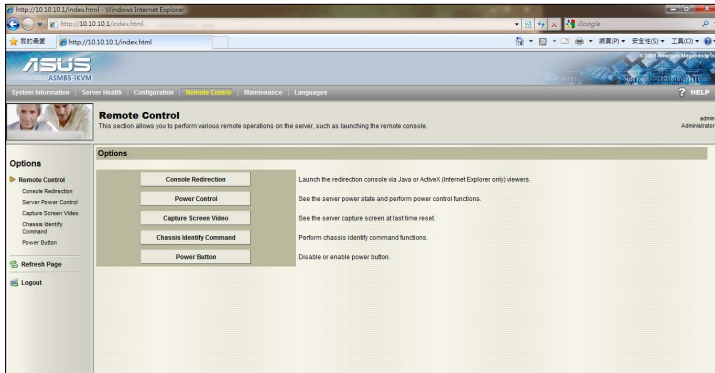 http://10.10.10.1/index.html - Windows Internet Explorer
http://10.10.10.1/index.html
Google
我的最愛
http://10.10.10.1/index.html
網頁(P)
安全性(S)
工具(O)
ASUS
ASMB5-iKVM
System Information
Server Health
Configuration
Remote Control
Maintenance
Languages
HELP
Remote Control
This section allows you to perform various remote operations on the server, such as launching the remote console.
admin
Administrator
Options
Options
Remote Control
Console Redirection
Server Power Control
Capture Screen Video
Chassis Identify
Command
Power Button
Refresh Page
Logout
Console Redirection
Launch the redirection console via Java or ActiveX (Internet Explorer only) viewers.
Power Control
See the server power state and perform power control functions.
Capture Screen Video
See the server capture screen at last time reset.
Chassis Identify Command
Perform chassis identify command functions.
Power Button
Disable or enable power button.